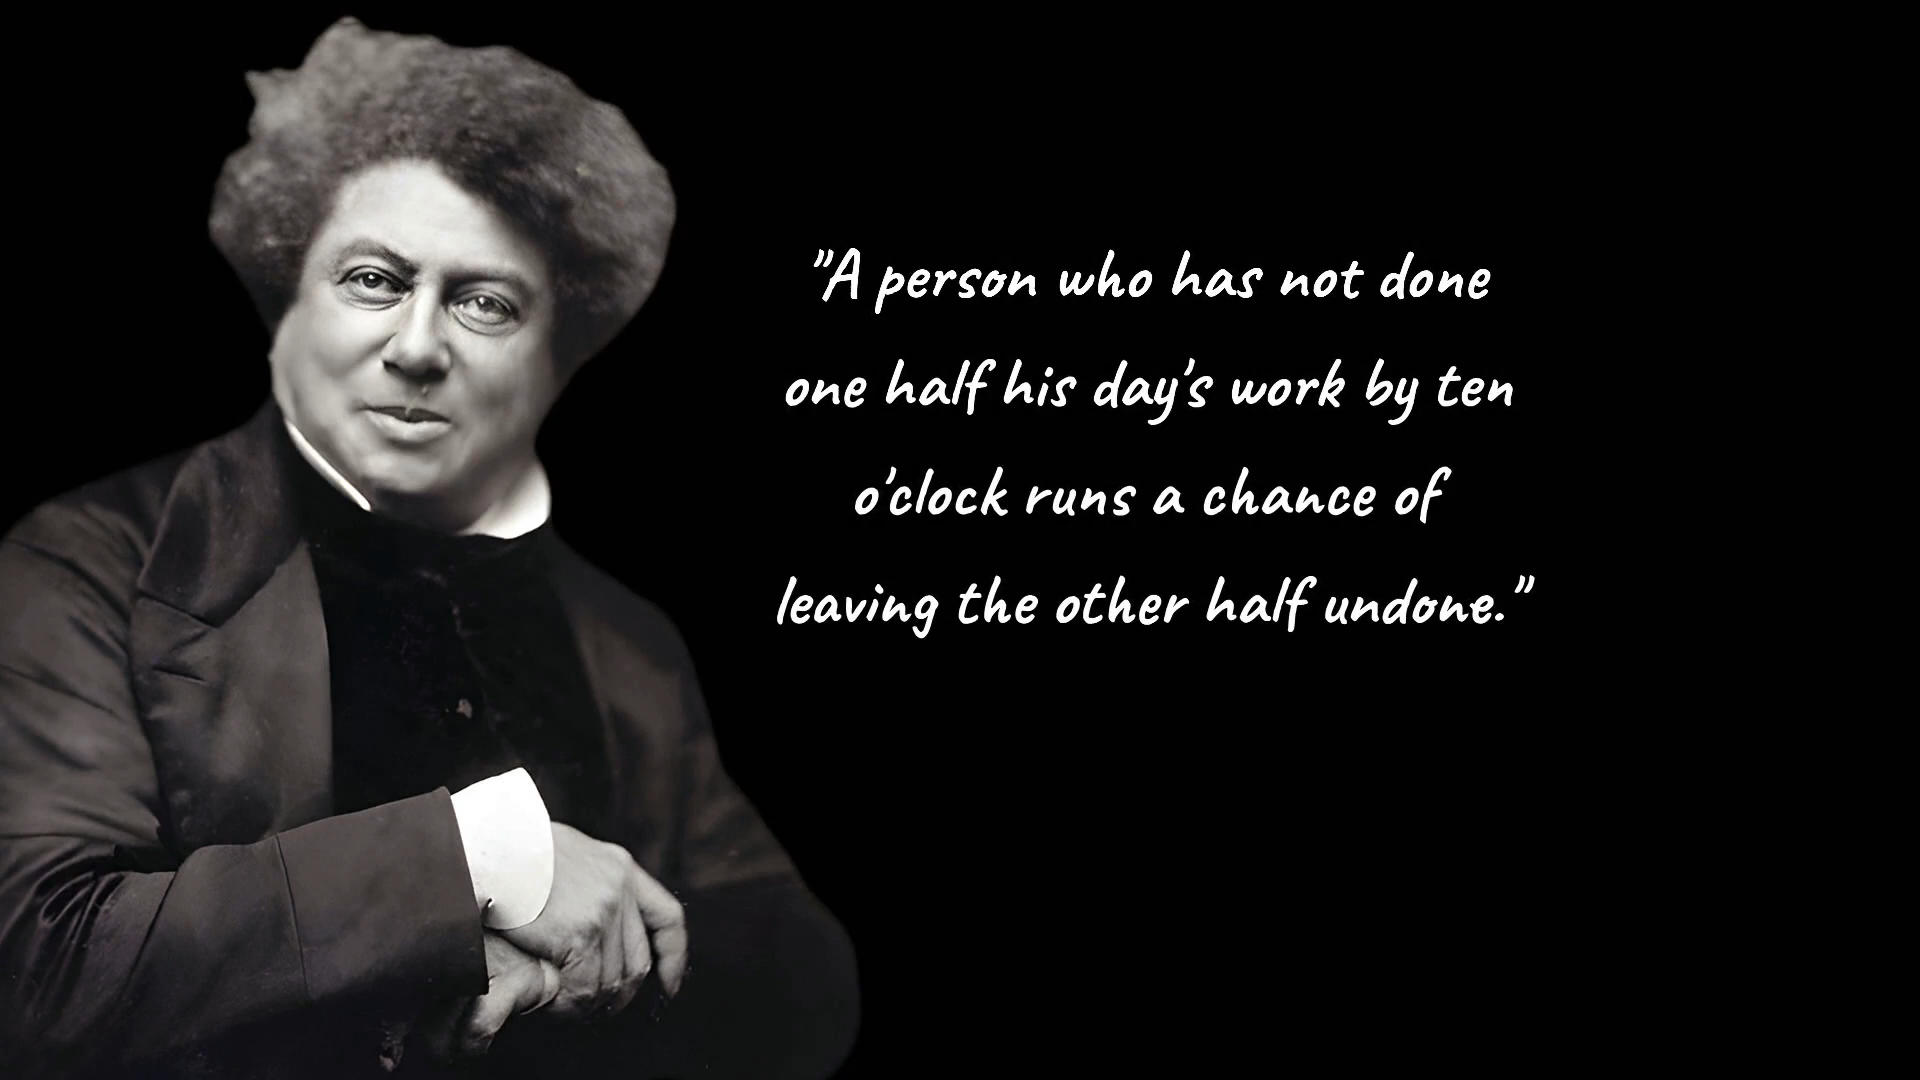 "A person who has not done
one half his day's work by ten
o'clock runs a chance of
leaving the other half undone."